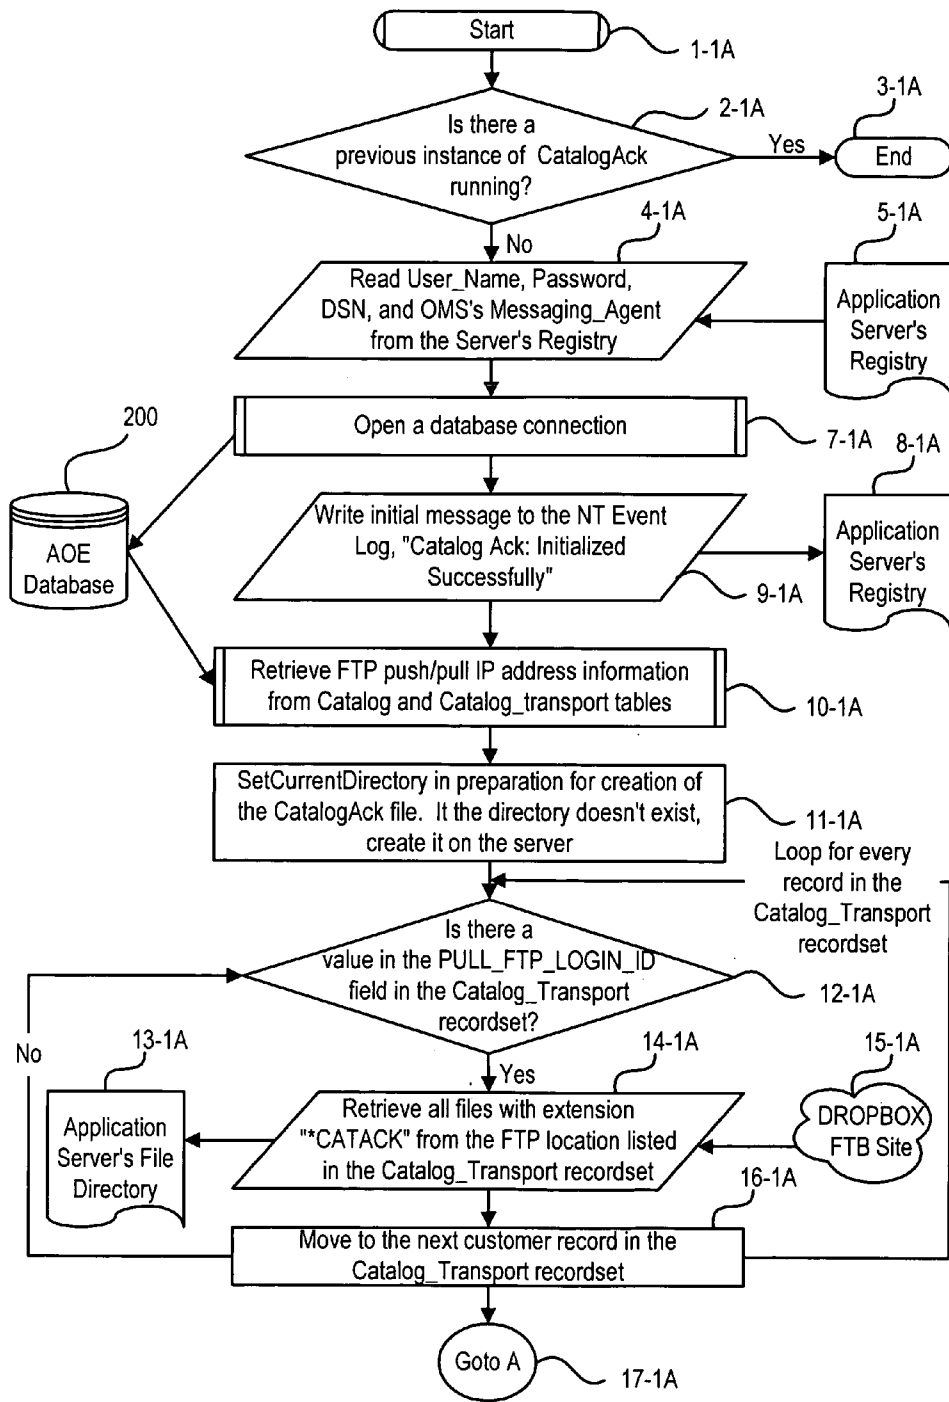 Start
1-1A
2-1A
3-1A
Is there a
previous instance of CatalogAck
running?
Yes
End
No
4-1A
5-1A
Read User_Name, Password,
DSN, and OMS's Messaging_Agent
from the Server's Registry
Application
Server's
Registry
200
Open a database connection
7-1A
8-1A
AOE
Database
Write initial message to the NT Event
Log, "Catalog Ack: Initialized
Successfully"
9-1A
Application
Server's
Registry
Retrieve FTP push/pull IP address information
from Catalog and Catalog_transport tables
10-1A
SetCurrentDirectory in preparation for creation of
the CatalogAck file. It the directory doesn't exist,
create it on the server
11-1A
Loop for every
record in the
Catalog_Transport
recordset
Is there a
value in the PULL_FTP_LOGIN_ID
field in the Catalog_Transport
recordset?
12-1A
No
13-1A
Yes
14-1A
15-1A
Application
Server's File
Directory
Retrieve all files with extension
"*CATACK" from the FTP location listed
in the Catalog_Transport recordset
DROPBOX
FTB Site
16-1A
Move to the next customer record in the
Catalog_Transport recordset
Goto A
17-1A